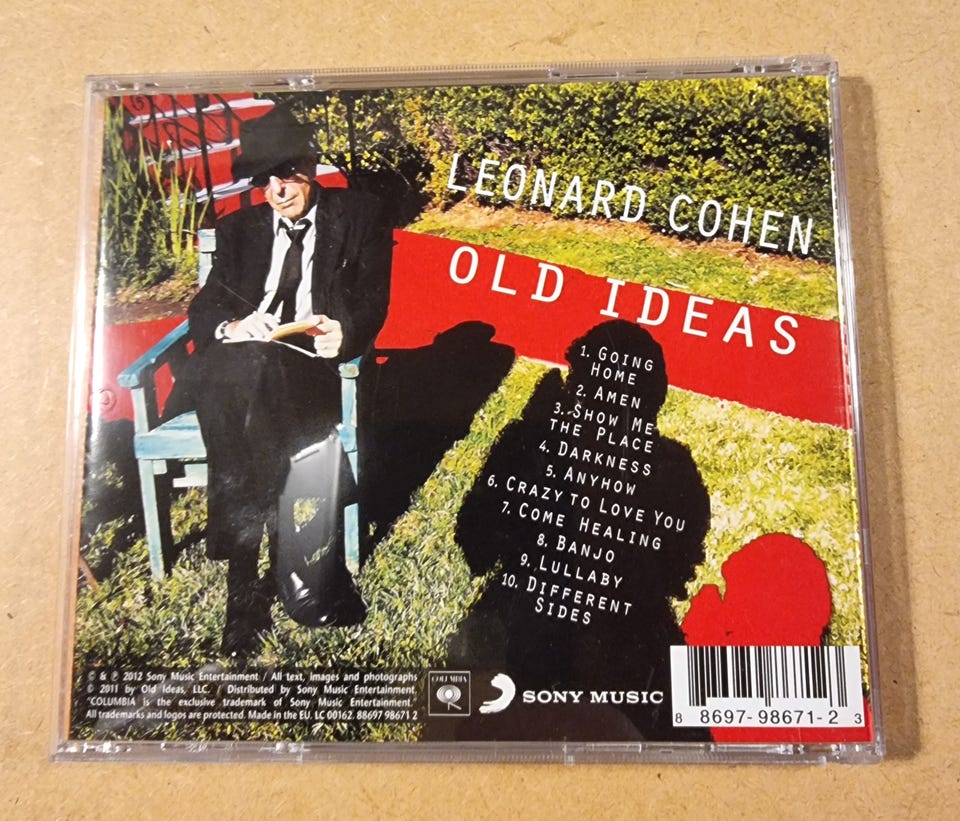 LEONARD COHEN
OLD IDEAS
1. GOING
HOME
2. AMEN
3. SHOW ME
THE PLACE
4. DARKNESS
5. ANYHOW
6. CRAZY TO LOVE YOU
7. COME HEALING
8. BANJO
9. LULLABY
10. DIFFERENT
SIDES
© & ℗ 2012 Sony Music Entertainment / All text, images and photographs
© 2011 by Old Ideas, LLC. / Distributed by Sony Music Entertainment.
"COLUMBIA is the exclusive trademark of Sony Music Entertainment.
All trademarks and logos are protected. Made in the EU. LC 00162. 88697 98671 2
COLUMBIA
SONY MUSIC
8 8697-98671-2 3